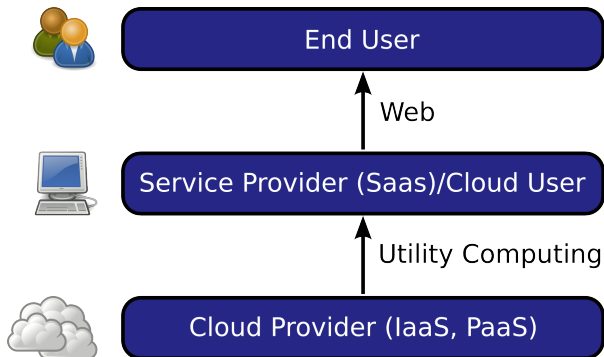 End User
Web
Service Provider (Saas)/Cloud User
Utility Computing
Cloud Provider (IaaS, PaaS)